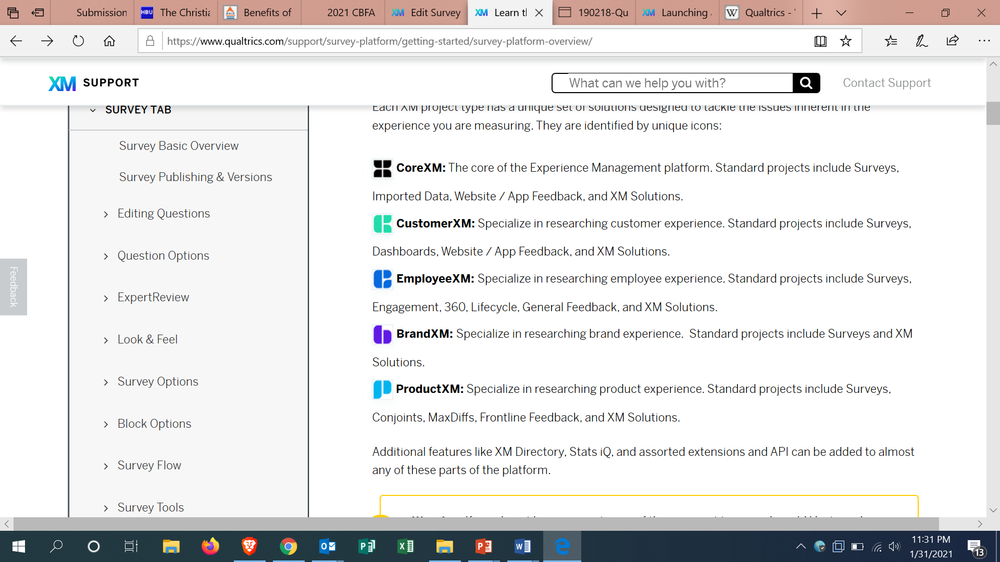 Submission
HBU The Christia
Benefits of
2021 CBFA
XM Edit Survey
XM Learn th
190218-Qu
XM Launching
W Qualtrics -
https://www.qualtrics.com/support/survey-platform/getting-started/survey-platform-overview/
XM SUPPORT
What can we help you with?
Contact Support
SURVEY TAB
Survey Basic Overview
Survey Publishing & Versions
Editing Questions
Question Options
ExpertReview
Look & Feel
Survey Options
Block Options
Survey Flow
Survey Tools
Feedback
Each XM project type has a unique set of solutions designed to tackle the issues inherent in the
experience you are measuring. They are identified by unique icons:
CoreXM: The core of the Experience Management platform. Standard projects include Surveys,
Imported Data, Website / App Feedback, and XM Solutions.
CustomerXM: Specialize in researching customer experience. Standard projects include Surveys,
Dashboards, Website / App Feedback, and XM Solutions.
EmployeeXM: Specialize in researching employee experience. Standard projects include Surveys,
Engagement, 360, Lifecycle, General Feedback, and XM Solutions.
BrandXM: Specialize in researching brand experience. Standard projects include Surveys and XM
Solutions.
ProductXM: Specialize in researching product experience. Standard projects include Surveys,
Conjoints, MaxDiffs, Frontline Feedback, and XM Solutions.
Additional features like XM Directory, Stats iQ, and assorted extensions and API can be added to almost
any of these parts of the platform.
11:31 PM
1/31/2021
13